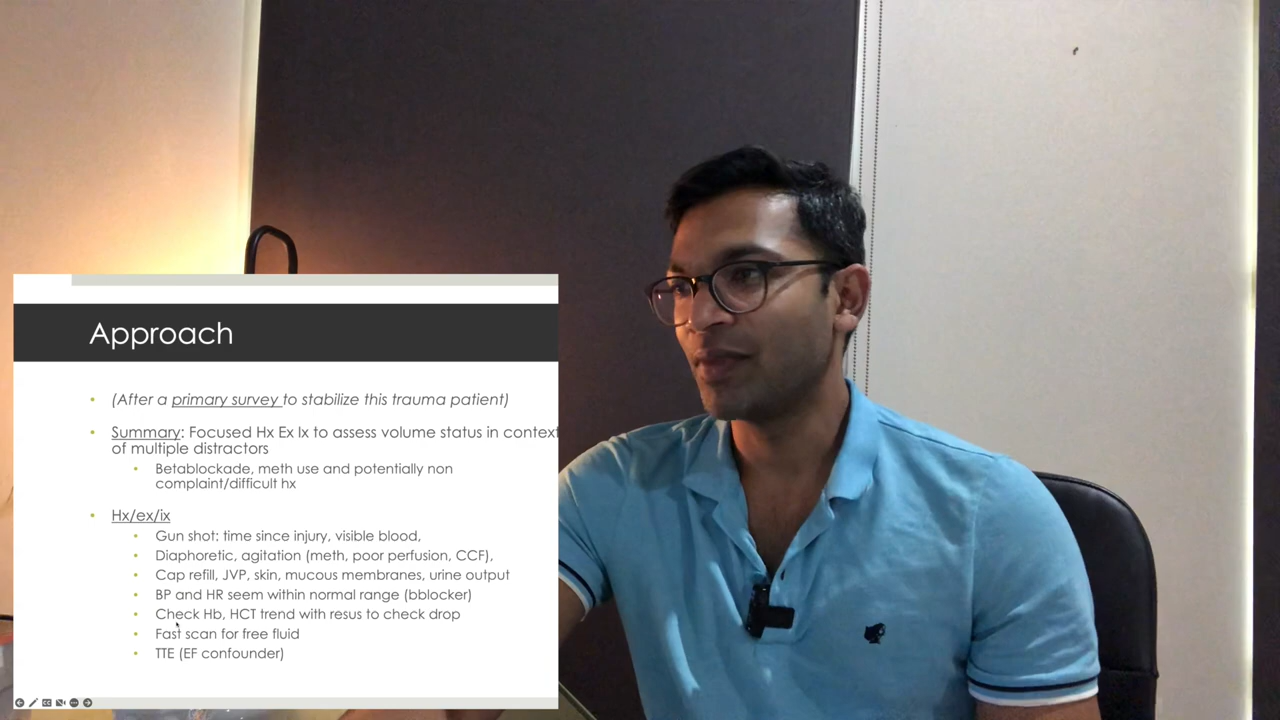 Approach
(After a primary survey to stabilize this trauma patient)
Summary: Focused Hx Ex Ix to assess volume status in context
of multiple distractors
Betablockade, meth use and potentially non
complaint/difficult hx
Hx/ex/ix
Gun shot: time since injury, visible blood,
Diaphoretic, agitation (meth, poor perfusion, CCF),
Cap refill, JVP, skin, mucous membranes, urine output
BP and HR seem within normal range (bblocker)
Check Hb, HCT trend with resus to check drop
Fast scan for free fluid
TTE (EF confounder)